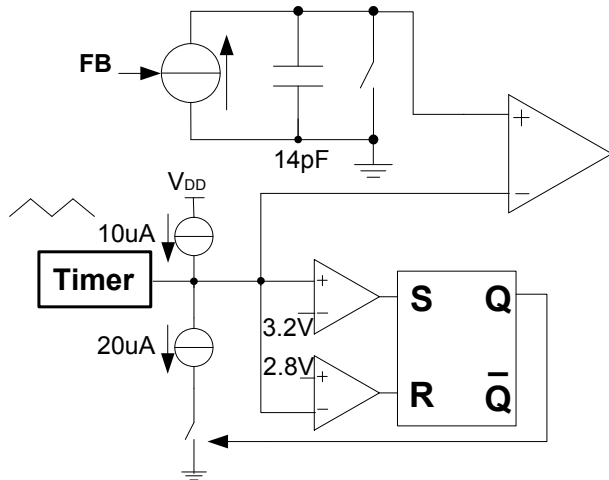 FB
14pF
VDD
10uA
Timer
20uA
3.2V
2.8V
S Q
R Q̅
+
−
+
−
+
−